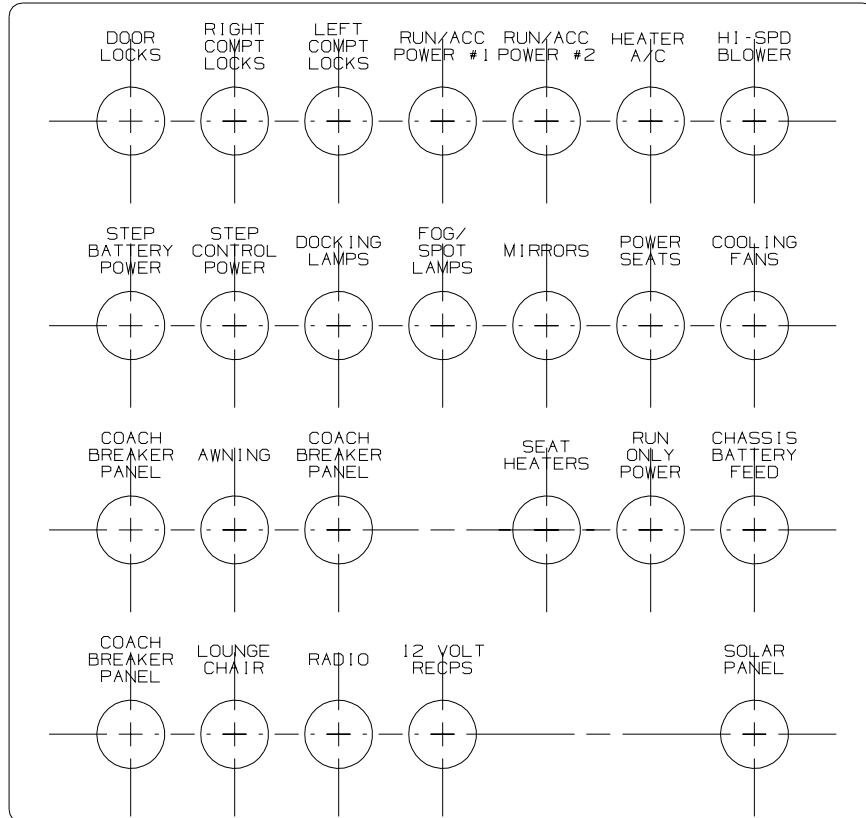 DOOR
LOCKS
RIGHT
COMPT
LOCKS
LEFT
COMPT
LOCKS
RUN/ACC
POWER #1
RUN/ACC
POWER #2
HEATER
A/C
HI-SPD
BLOWER
STEP
BATTERY
POWER
STEP
CONTROL
POWER
DOCKING
LAMPS
FOG/
SPOT
LAMPS
MIRRORS
POWER
SEATS
COOLING
FANS
COACH
BREAKER
PANEL
AWNING
COACH
BREAKER
PANEL
SEAT
HEATERS
RUN
ONLY
POWER
CHASSIS
BATTERY
FEED
COACH
BREAKER
PANEL
LOUNGE
CHAIR
RADIO
12 VOLT
RECPS
SOLAR
PANEL